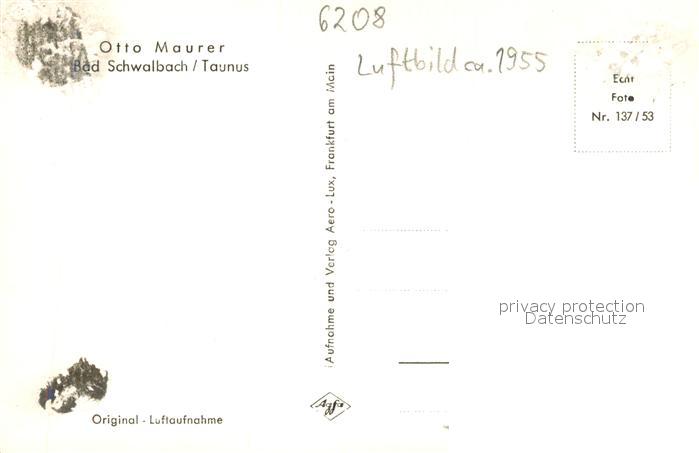 6208
Otto Maurer
Bad Schwalbach / Taunus
Luftbild ca. 1955
Echt
Foto
Nr. 137/53
Aufnahme und Verlag Aero - Lux, Frankfurt am Main
privacy protection
Datenschutz
Agfa
Original - Luftaufnahme